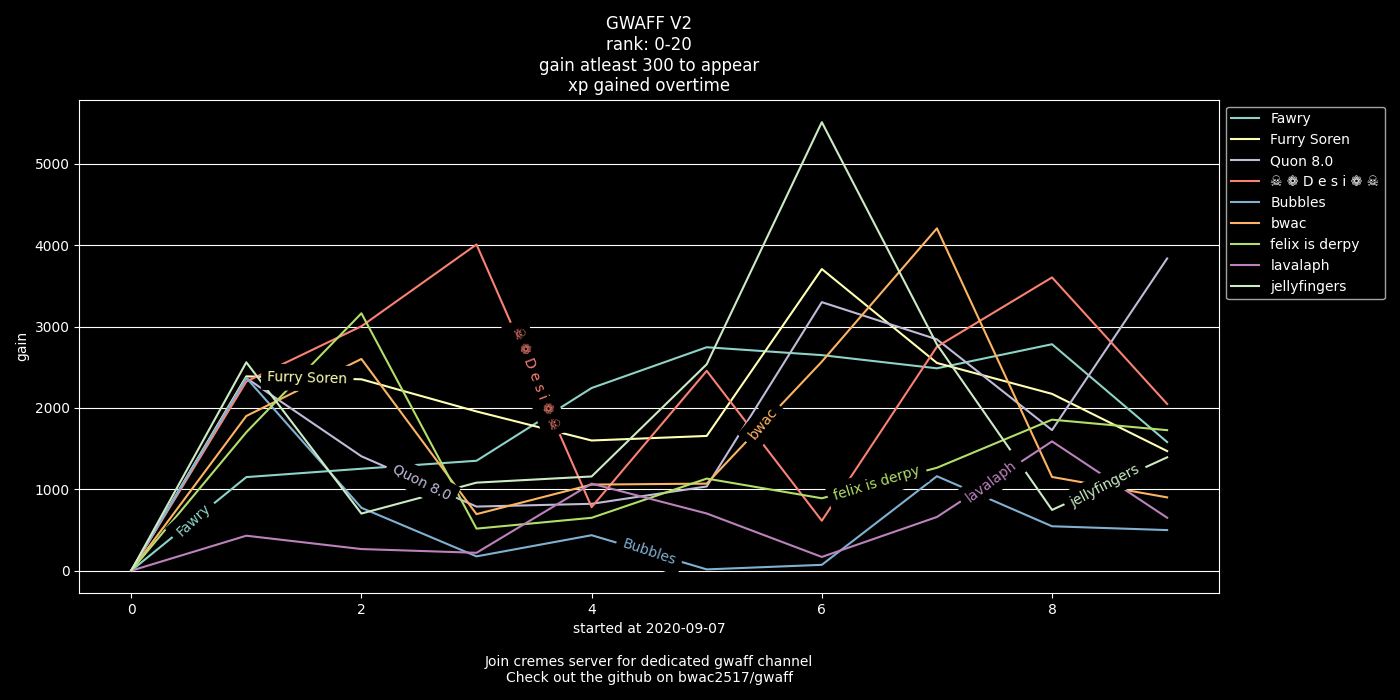 GWAFF V2
rank: 0-20
gain atleast 300 to appear
xp gained overtime
gain
5000
4000
3000
2000
1000
0
Fawry
Furry Soren
Quon 8.0
☠ ❁ D e s i ❁ ☠
Bubbles
bwac
felix is derpy
lavalaph
jellyfingers
0 2 4 6 8
started at 2020-09-07
Join cremes server for dedicated gwaff channel
Check out the github on bwac2517/gwaff
Fawry
Furry Soren
Quon 8.0
☠ ❁ D e s i ❁ ☠
Bubbles
bwac
felix is derpy
lavalaph
jellyfingers